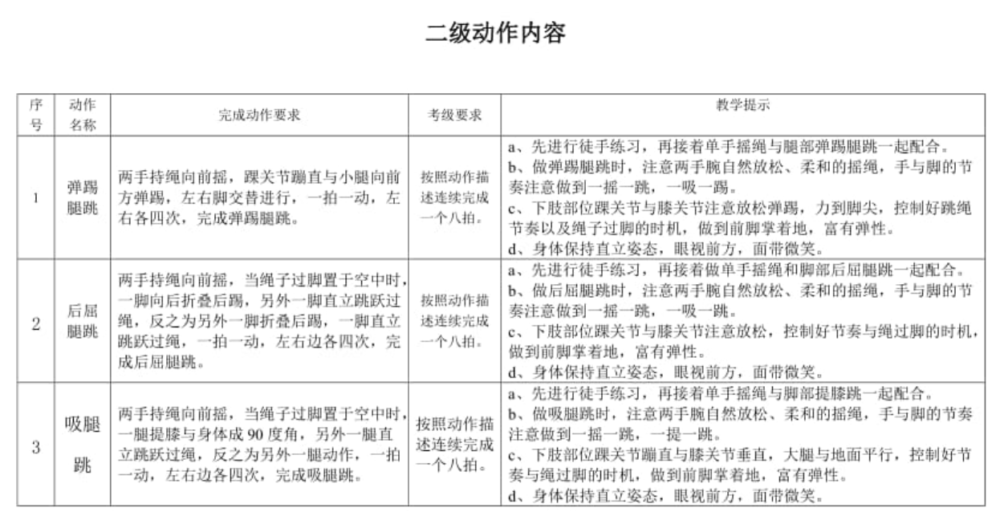 二级动作内容
序号
动作名称
完成动作要求
考级要求
教学提示
1
弹踢
腿跳
两手持绳向前摇，踝关节蹦直与小腿向前
方弹踢，左右脚交替进行，一拍一动，左
右各四次，完成弹踢腿跳。
按照动作描
述连续完成
一个八拍。
a、先进行徒手练习，再接着单手摇绳与腿部弹踢腿跳一起配合。
b、做弹踢腿跳时，注意两手腕自然放松、柔和的摇绳，手与脚的节
奏注意做到一摇一跳，一吸一踢。
c、下肢部位踝关节与膝关节注意放松弹踢，力到脚尖，控制好跳绳
节奏以及绳子过脚的时机，做到前脚掌着地，富有弹性。
d、身体保持直立姿态，眼视前方，面带微笑。
2
后屈
腿跳
两手持绳向前摇，当绳子过脚置于空中时，
一脚向后折叠后踢，另外一脚直立跳跃过
绳，反之为另外一脚折叠后踢，一脚直立
跳跃过绳，一拍一动，左右边各四次，完
成后屈腿跳。
按照动作描
述连续完成
一个八拍。
a、先进行徒手练习，再接着做单手摇绳和脚部后屈腿跳一起配合。
b、做后屈腿跳时，注意两手腕自然放松、柔和的摇绳，手与脚的节
奏注意做到一摇一跳，一吸一跳。
c、下肢部位踝关节与膝关节注意放松，控制好节奏与绳过脚的时机，
做到前脚掌着地，富有弹性。
d、身体保持直立姿态，眼视前方，面带微笑。
3
吸腿
跳
两手持绳向前摇，当绳子过脚置于空中时，
一腿提膝与身体成 90 度角，另外一腿直
立跳跃过绳，反之为另外一腿动作，一拍
一动，左右边各四次，完成吸腿跳。
按照动作描
述连续完成
一个八拍。
a、先进行徒手练习，再接着单手摇绳与脚部提膝跳一起配合。
b、做吸腿跳时，注意两手腕自然放松、柔和的摇绳，手与脚的节奏
注意做到一摇一跳，一提一跳。
c、下肢部位踝关节蹦直与膝关节垂直，大腿与地面平行，控制好节
奏与绳过脚的时机，做到前脚掌着地，富有弹性。
d、身体保持直立姿态，眼视前方，面带微笑。